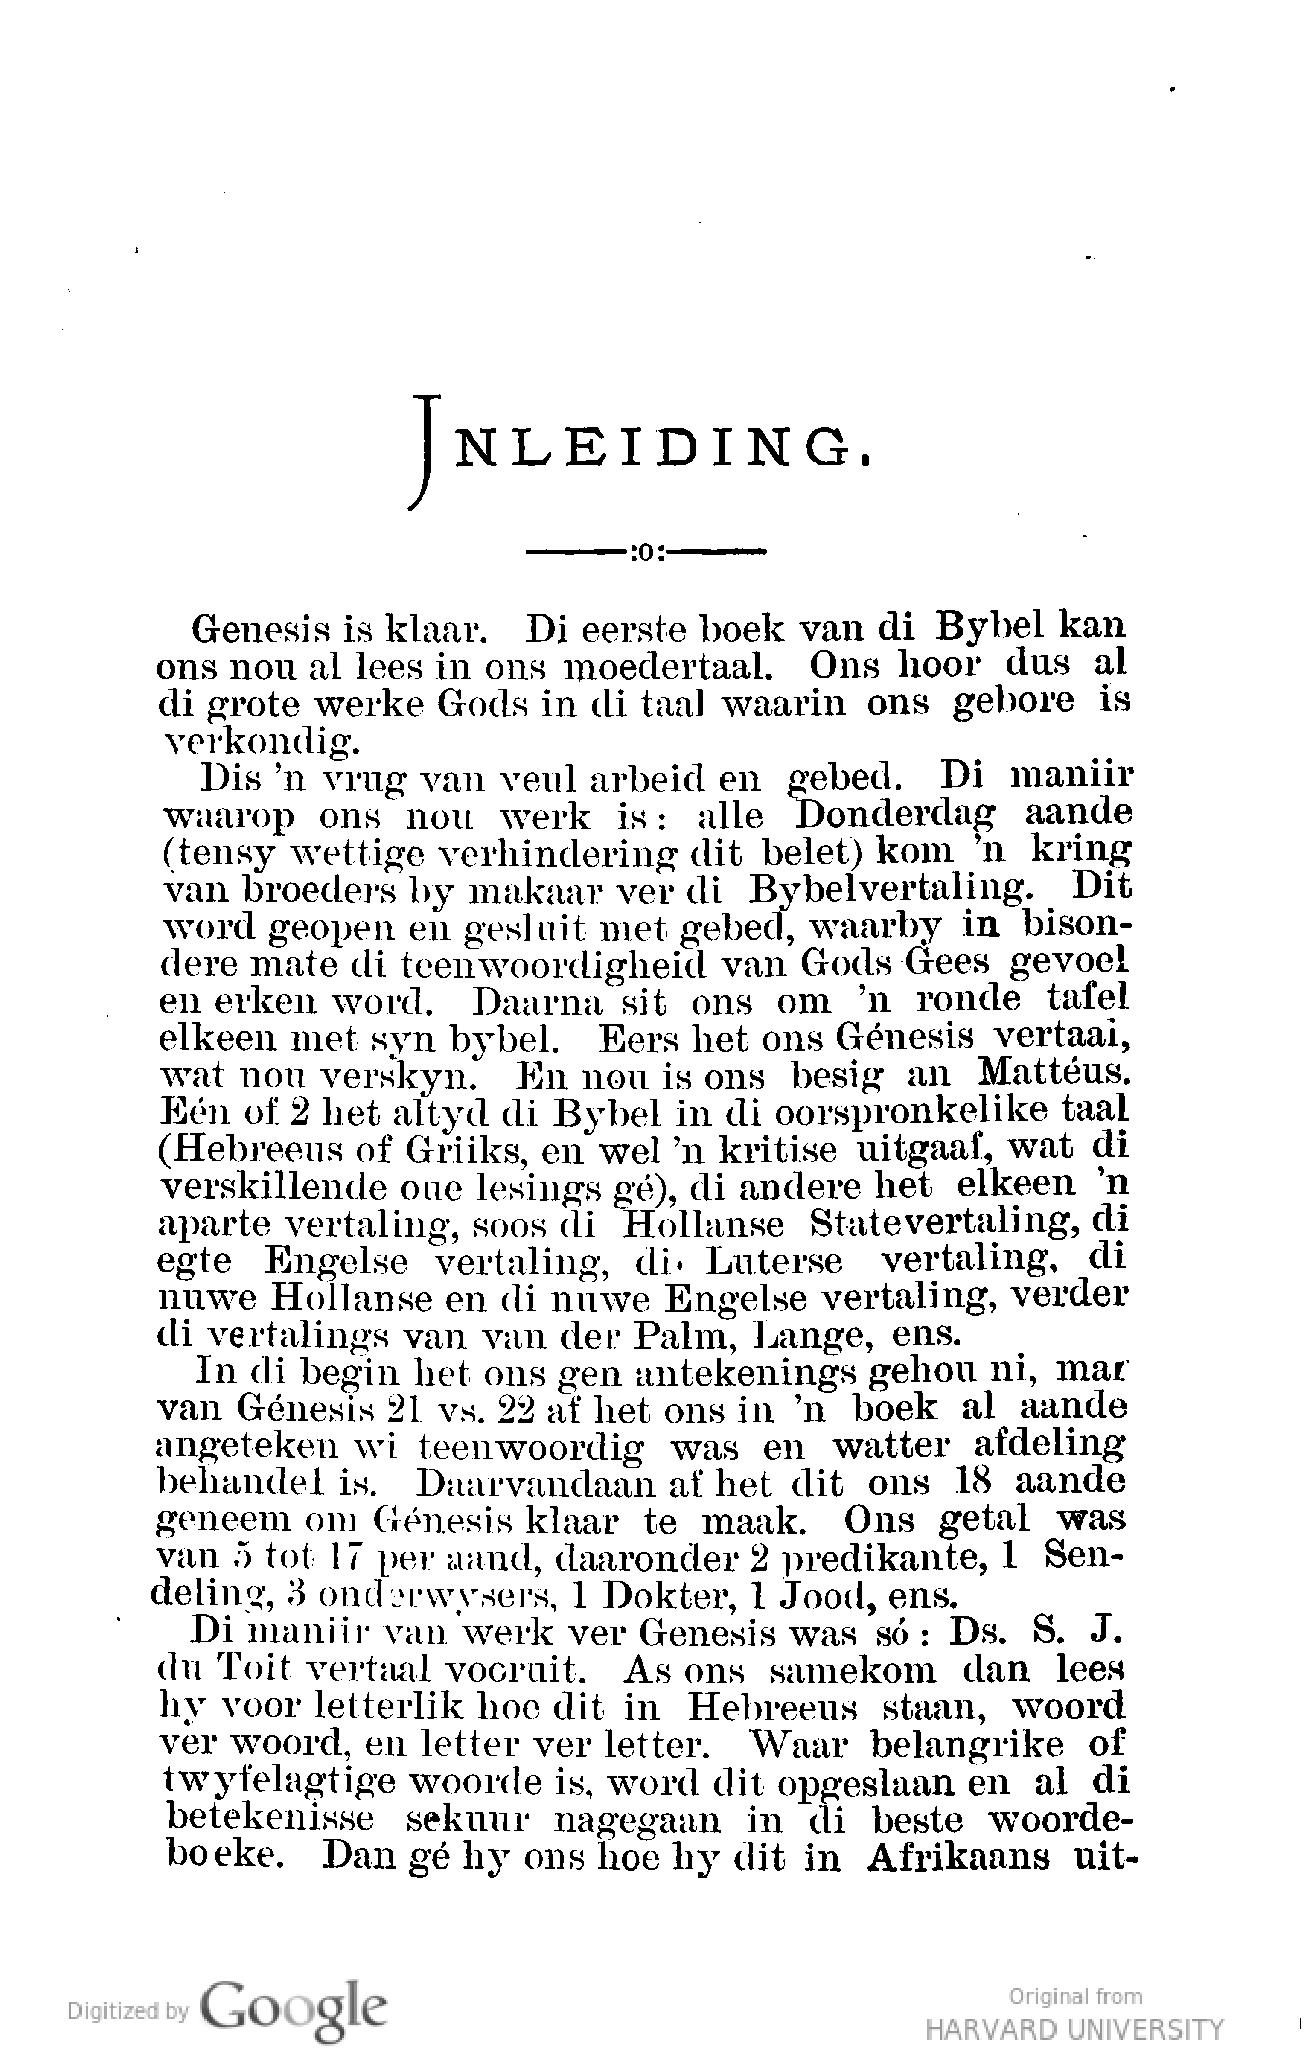 INLEIDING.
:o:
Genesis is klaar. Di eerste boek van di Bybel kan
ons nou al lees in ons moedertaal. Ons hoor dus al
di grote werke Gods in di taal waarin ons gebore is
verkondig.
Dis 'n vrug van veul arbeid en gebed. Di maniir
waarop ons nou werk is: alle Donderdag aande
(tensy wettige verhindering dit belet) kom 'n kring
van broeders by makaar ver di Bybelvertaling. Dit
word geopen en gesluit met gebed, waarby in bison-
dere mate di teenwoordigheid van Gods Gees gevoel
en erken word. Daarna sit ons om 'n ronde tafel
elkeen met syn bybel. Eers het ons Génesis vertaal,
wat nou verskyn. En nou is ons besig an Mattéus.
Eén of 2 het altyd di Bybel in di oorspronkelike taal
(Hebreeus of Griiks, en wel 'n kritise uitgaaf, wat di
verskillende oue lesings gé), di andere het elkeen 'n
aparte vertaling, soos di Hollanse Statevertaling, di
egte Engelse vertaling, di Luterse vertaling, di
nuwe Hollanse en di nuwe Engelse vertaling, verder
di vertalings van van der Palm, Lange, ens.
In di begin het ons gen antekenings gehou ni, mar
van Génesis 21 vs. 22 af het ons in 'n boek al aande
angeteken wi teenwoordig was en watter afdeling
behandel is. Daarvandaan af het dit ons 18 aande
geneem om Génesis klaar te maak. Ons getal was
van 5 tot 17 per aand, daaronder 2 predikante, 1 Sen-
deling, 3 onderwysers, 1 Dokter, 1 Jood, ens.
Di maniir van werk ver Genesis was só: Ds. S. J.
du Toit vertaal vooruit. As ons samekom dan lees
hy voor letterlik hoe dit in Hebreeus staan, woord
ver woord, en letter ver letter. Waar belangrike of
twyfelagtige woorde is, word dit opgeslaan en al di
betekenisse sekuur nagegaan in di beste woorde-
boeke. Dan gé hy ons hoe hy dit in Afrikaans uit-
Digitized by Google
Original from
HARVARD UNIVERSITY